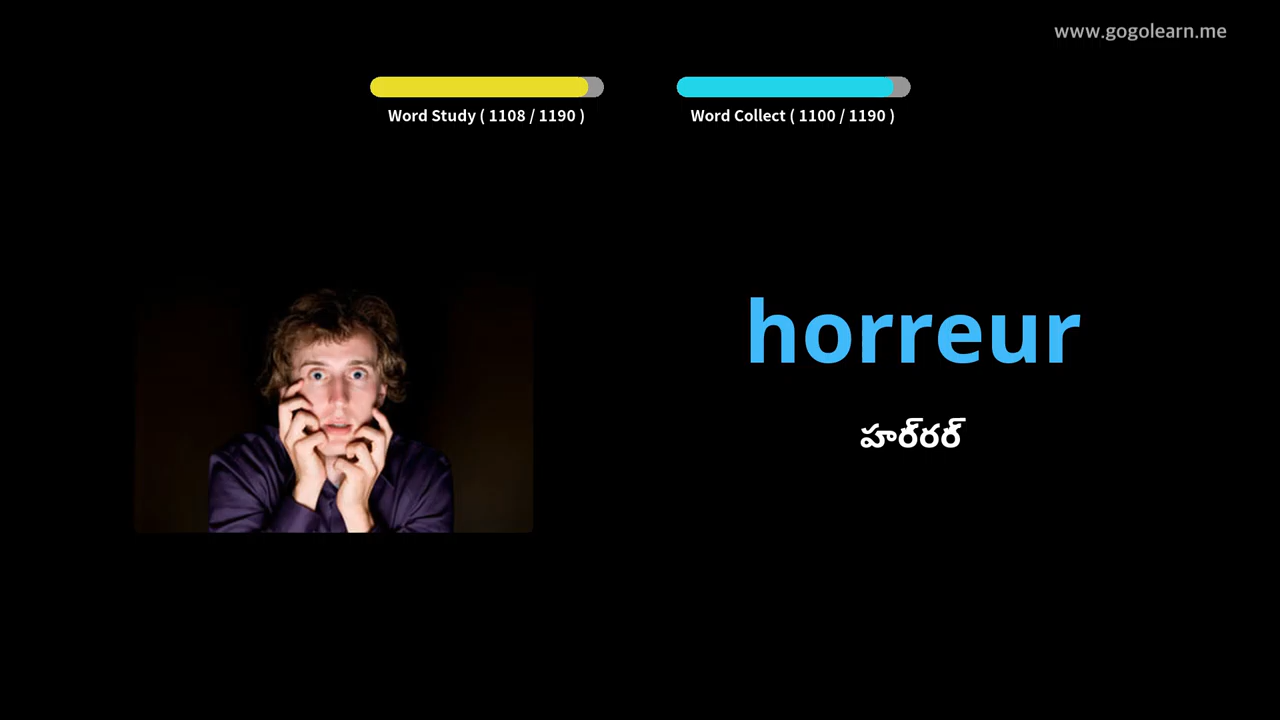 www.gogolearn.me
Word Study ( 1108 / 1190 )
Word Collect ( 1100 / 1190 )
horreur
హర్‌రర్